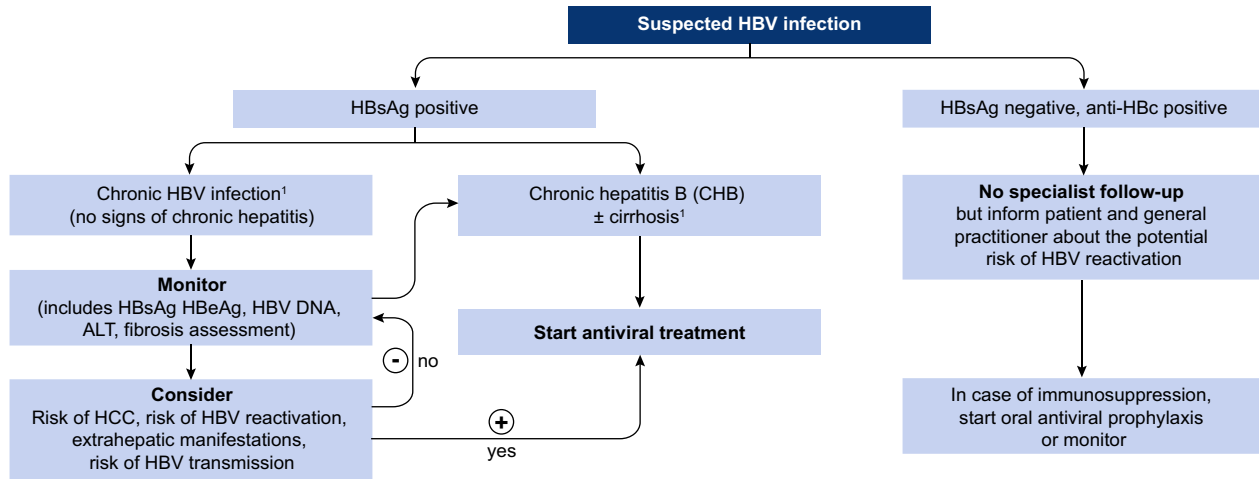 Suspected HBV infection
HBsAg positive
HBsAg negative, anti-HBc positive
Chronic HBV infection¹
(no signs of chronic hepatitis)
Chronic hepatitis B (CHB)
± cirrhosis¹
No specialist follow-up
but inform patient and general
practitioner about the potential
risk of HBV reactivation
Monitor
(includes HBsAg HBeAg, HBV DNA,
ALT, fibrosis assessment)
Start antiviral treatment
-
no
Consider
Risk of HCC, risk of HBV reactivation,
extrahepatic manifestations,
risk of HBV transmission
+
yes
In case of immunosuppression,
start oral antiviral prophylaxis
or monitor